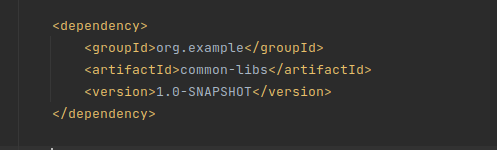 <dependency>
<groupId>org.example</groupId>
<artifactId>common-libs</artifactId>
<version>1.0-SNAPSHOT</version>
</dependency>